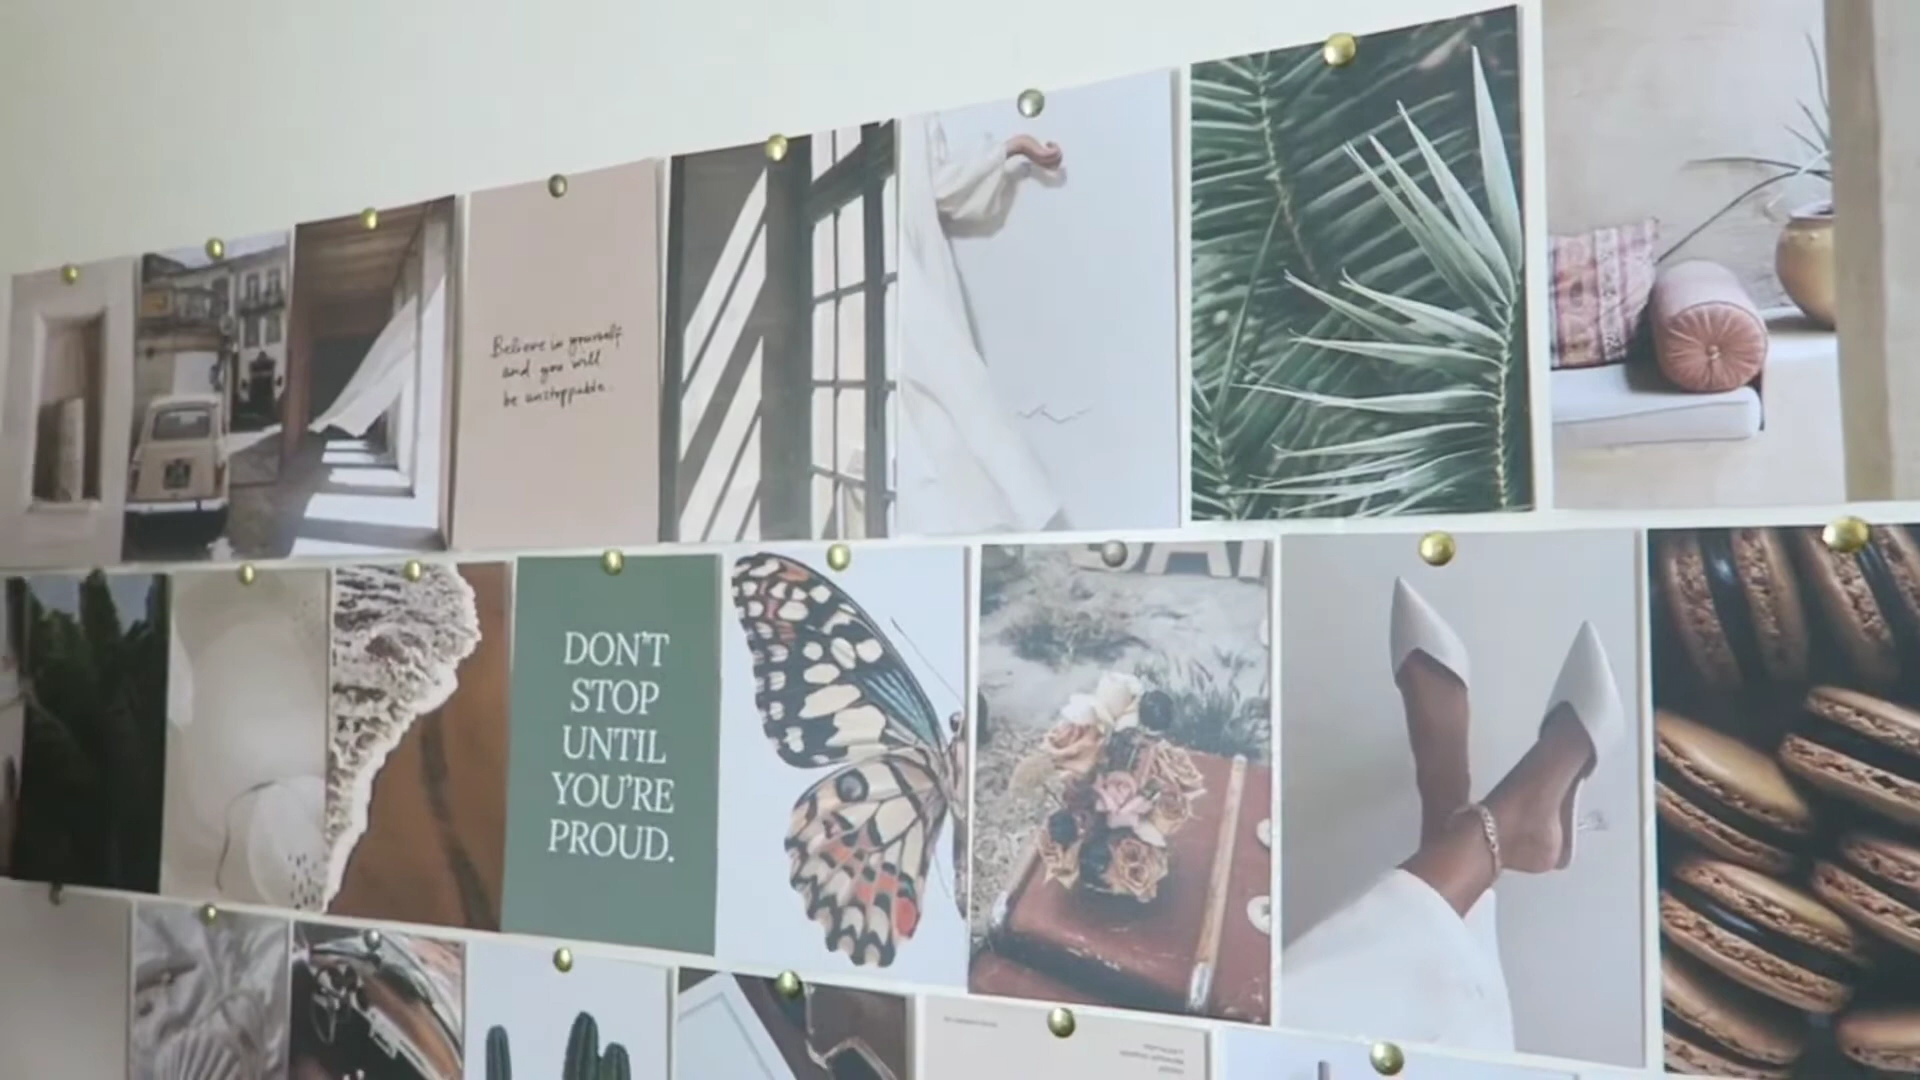 Believe in yourself
and you will
be unstoppable.
DON'T
STOP
UNTIL
YOU'RE
PROUD.